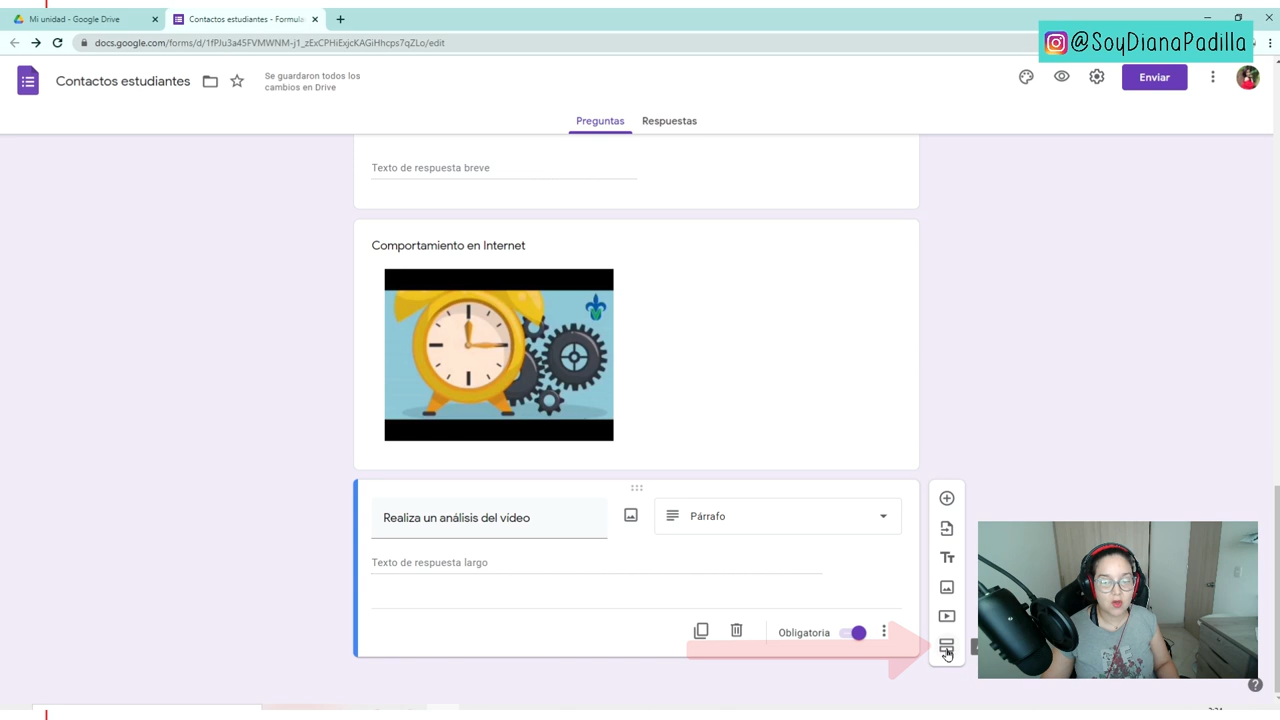 Mi unidad - Google Drive
Contactos estudiantes - Formula
docs.google.com/forms/d/1fPJu3a45FVMWNM-j1_zExCPHiExjcKAGiHhcps7qZLo/edit
@SoyDianaPadilla
Contactos estudiantes
Se guardaron todos los
cambios en Drive
Enviar
Preguntas
Respuestas
Texto de respuesta breve
Comportamiento en Internet
Realiza un análisis del vídeo
Párrafo
Texto de respuesta largo
Obligatoria